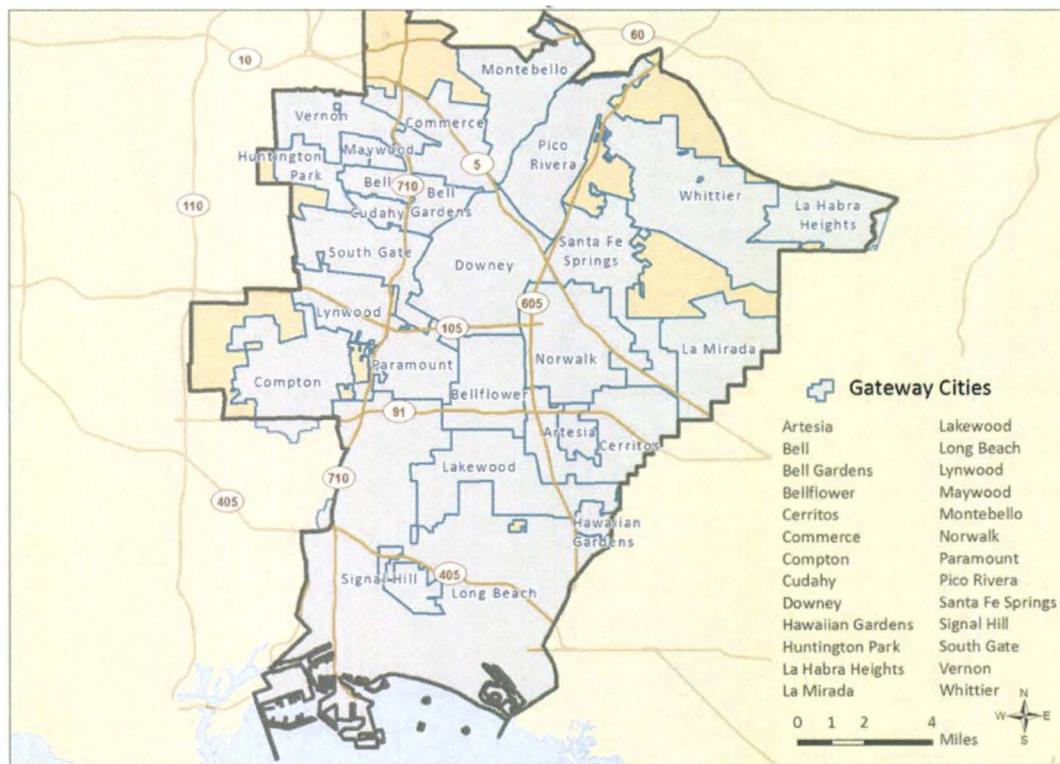 10
60
Montebello
Vernon
Commerce
Maywood
Huntington
Park
Pico
Rivera
5
Bell
710
Bell
Gardens
Cudahy
Whittier
La Habra
Heights
110
South Gate
Downey
Santa Fe
Springs
Lynwood
605
105
Norwalk
La Mirada
Paramount
Compton
Bellflower
91
Artesia
Cerritos
Lakewood
710
405
Hawaiian
Gardens
Signal Hill
405
Long Beach
Gateway Cities
Artesia
Bell
Bell Gardens
Bellflower
Cerritos
Commerce
Compton
Cudahy
Downey
Hawaiian Gardens
Huntington Park
La Habra Heights
La Mirada
Lakewood
Long Beach
Lynwood
Maywood
Montebello
Norwalk
Paramount
Pico Rivera
Santa Fe Springs
Signal Hill
South Gate
Vernon
Whittier
N
W E
S
0 1 2 4
Miles